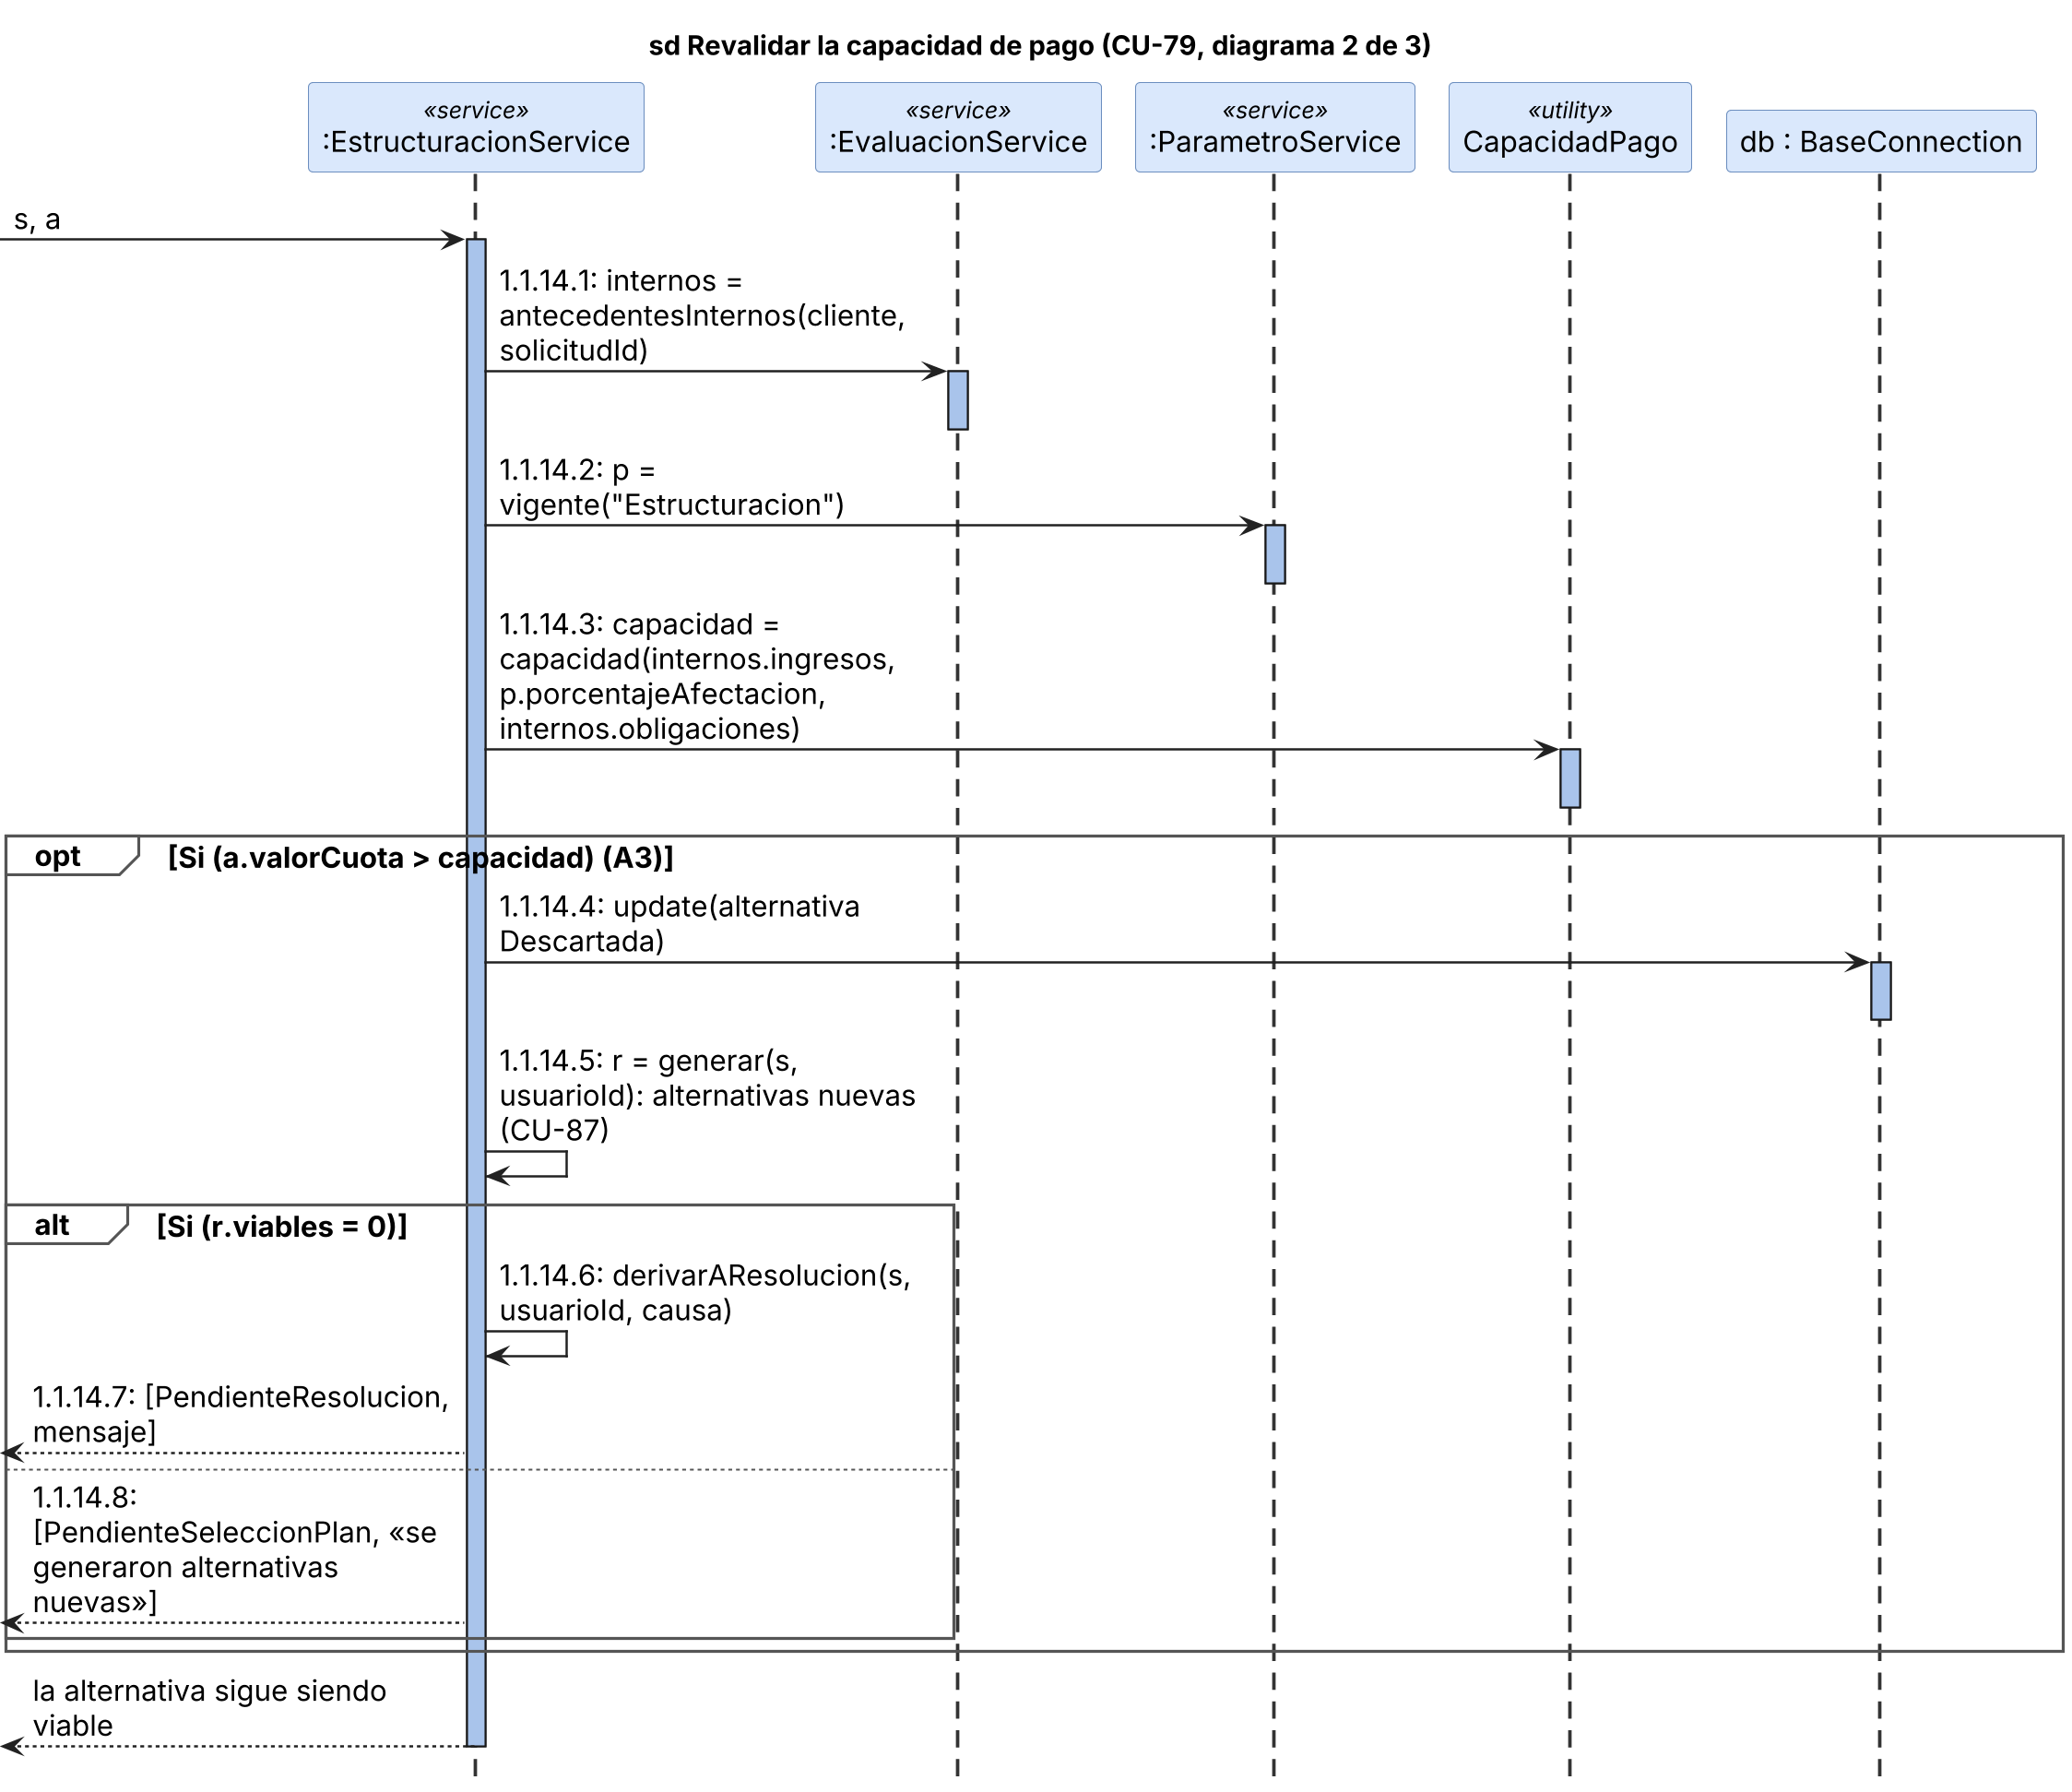 sd Revalidar la capacidad de pago (CU-79, diagrama 2 de 3)
«service»
:EstructuracionService
«service»
:EvaluacionService
«service»
:ParametroService
«utility»
CapacidadPago
db : BaseConnection
s, a
1.1.14.1: internos =
antecedentesInternos(cliente,
solicitudId)
1.1.14.2: p =
vigente("Estructuracion")
1.1.14.3: capacidad =
capacidad(internos.ingresos,
p.porcentajeAfectacion,
internos.obligaciones)
opt
[Si (a.valorCuota > capacidad) (A3)]
1.1.14.4: update(alternativa
Descartada)
1.1.14.5: r = generar(s,
usuarioId): alternativas nuevas
(CU-87)
alt
[Si (r.viables = 0)]
1.1.14.6: derivarAResolucion(s,
usuarioId, causa)
1.1.14.7: [PendienteResolucion,
mensaje]
1.1.14.8:
[PendienteSeleccionPlan, «se
generaron alternativas
nuevas»]
la alternativa sigue siendo
viable